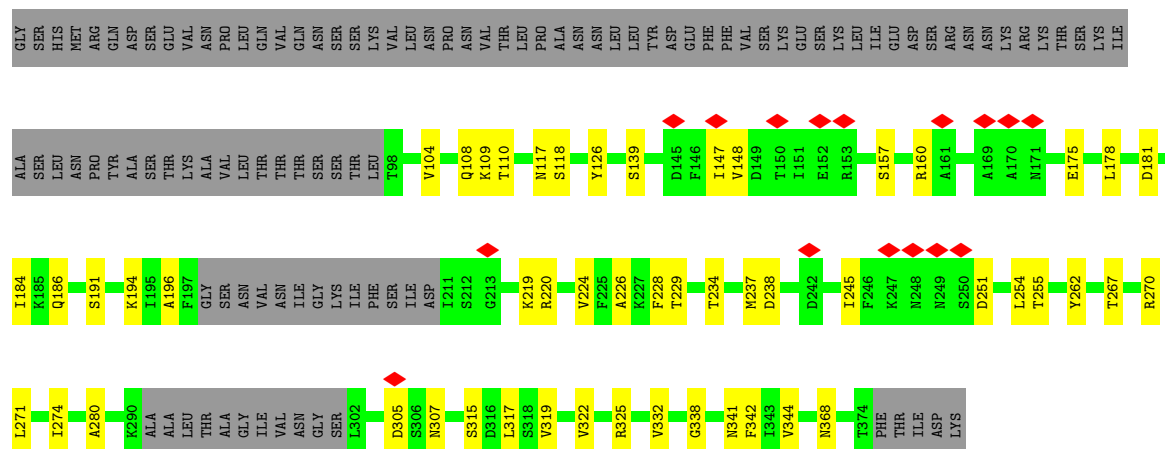 GLY SER HIS MET ARG GLN ASP SER GLU VAL ASN PRO LEU GLN VAL GLN ASN SER SER LYS VAL LEU ASN PRO ASN VAL THR LEU PRO ALA ASN ASN LEU LEU TYR ASP GLU PHE PHE VAL SER LYS GLU SER LYS LEU ILE GLU ASP SER ARG ASN ASN LYS ARG LYS THR SER LYS ILE
ALA SER LEU ASN PRO TYR ALA SER THR LYS ALA VAL LEU THR THR THR SER SER THR LEU T98 V104 Q108 K109 T110 N117 S118 Y126 S139 D145 F146 I147 V148 D149 T150 I151 E152 R153 S157 R160 A161 A169 A170 N171 E175 L178 D181
I184 K185 Q186 S191 K194 I195 A196 F197 GLY SER ASN VAL ASN ILE GLY LYS ILE PHE SER ILE ASP I211 S212 G213 K219 R220 V224 F225 A226 K227 F228 T229 T234 M237 D238 D242 I245 F246 K247 N248 N249 S250 D251 L254 T255 Y262 T267 R270
L271 I274 A280 K290 ALA ALA LEU THR ALA GLY ILE VAL ASN GLY SER L302 D305 S306 N307 S315 D316 L317 S318 V319 V322 R325 V332 G338 N341 F342 I343 V344 N368 T374 PHE THR ILE ASP LYS